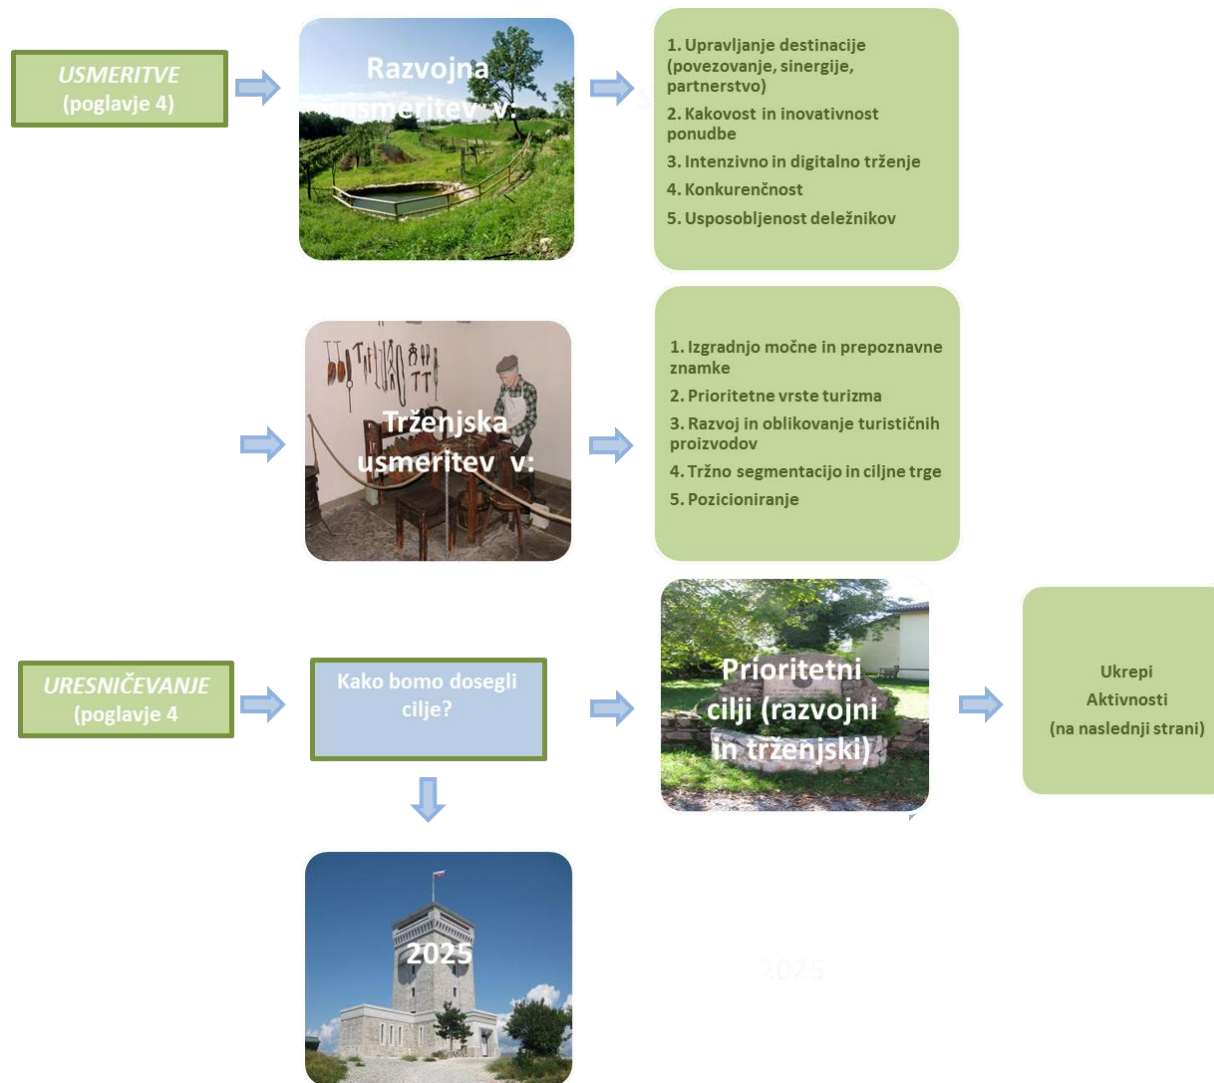 USMERITVE
(poglavje 4)
Razvojna
usmeritev v:
1. Upravljanje destinacije
(povezovanje, sinergije,
partnerstvo)
2. Kakovost in inovativnost
ponudbe
3. Intenzivno in digitalno trženje
4. Konkurenčnost
5. Usposobljenost deležnikov
Trženjska
usmeritev v:
1. Izgradnjo močne in prepoznavne
znamke
2. Prioritetne vrste turizma
3. Razvoj in oblikovanje turističnih
proizvodov
4. Tržno segmentacijo in ciljne trge
5. Pozicioniranje
URESNIČEVANJE
(poglavje 4
Kako bomo dosegli
cilje?
Prioritetni
cilji (razvojni
in trženjski)
Ukrepi
Aktivnosti
(na naslednji strani)
2025
2025